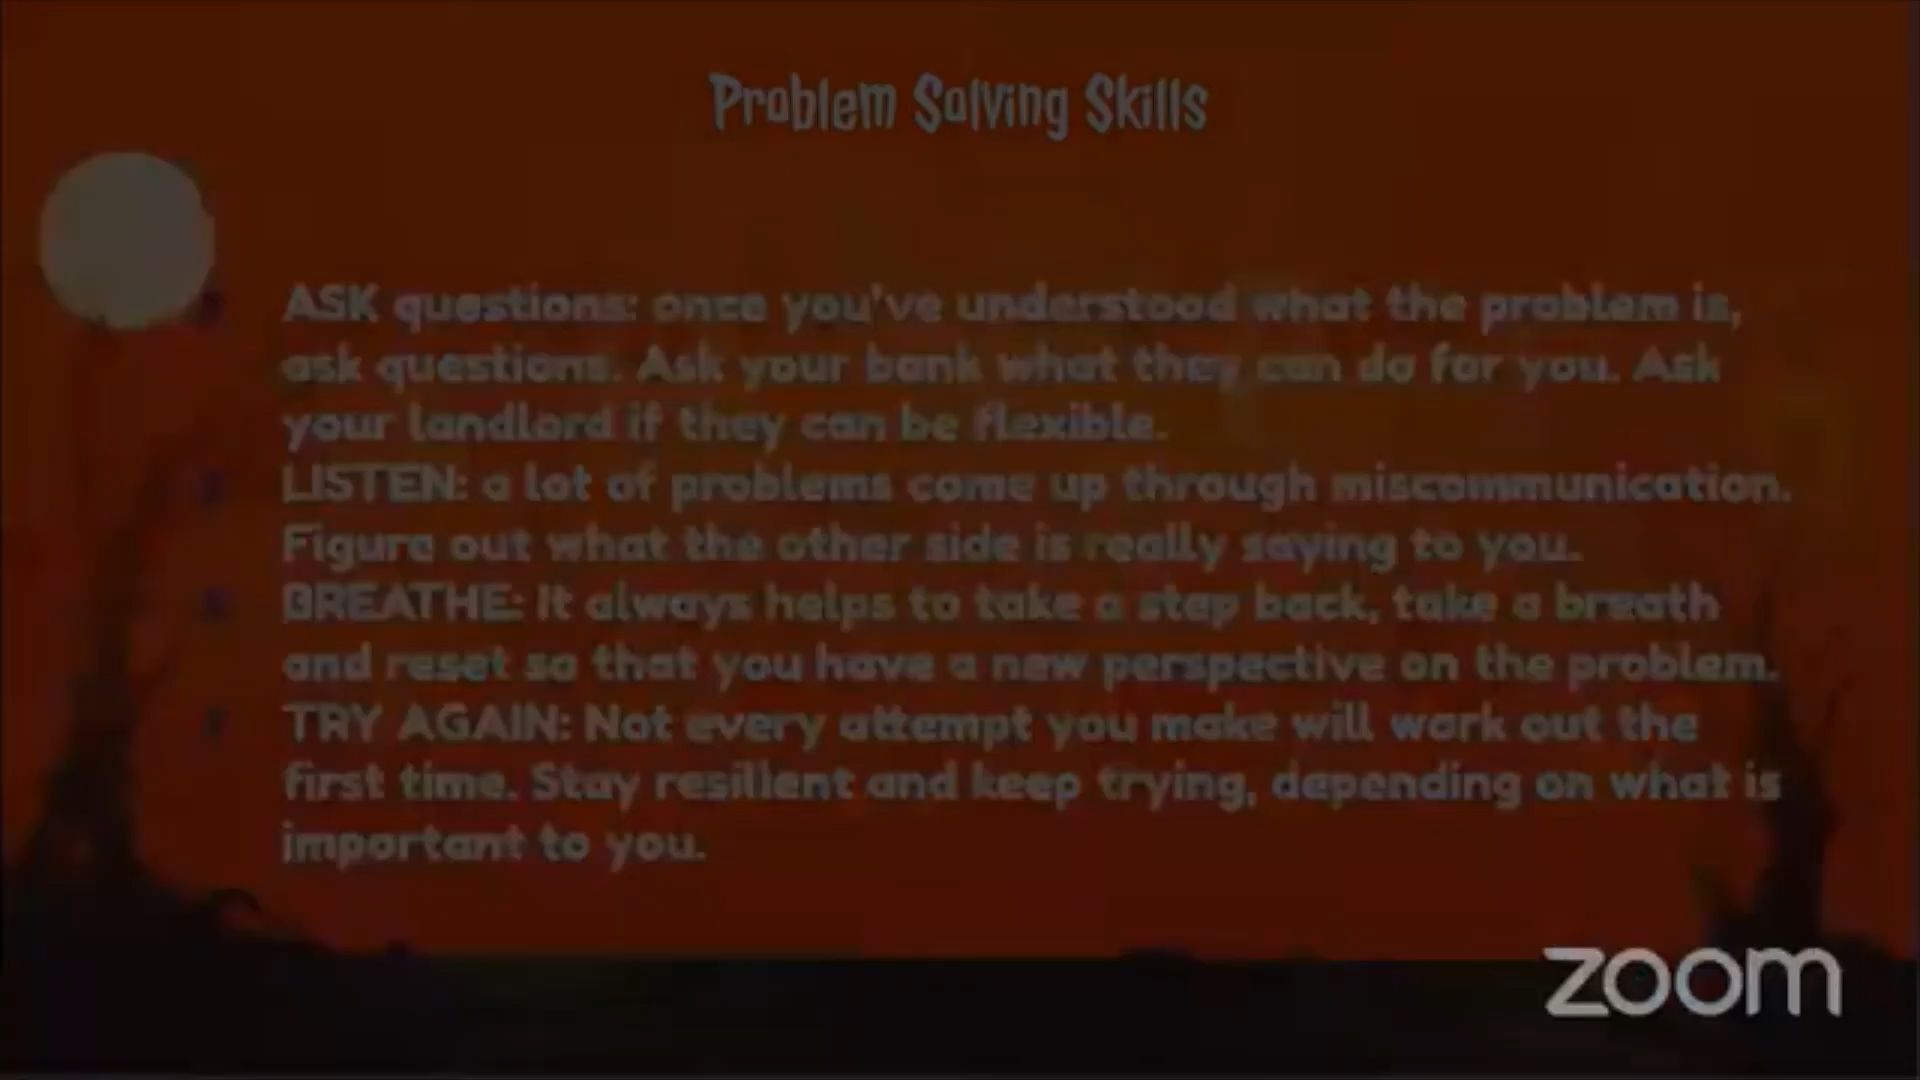 Problem Solving Skills
ASK questions: once you've understood what the problem is,
ask questions. Ask your bank what they can do for you. Ask
your landlord if they can be flexible.
LISTEN: a lot of problems come up through miscommunication.
Figure out what the other side is really saying to you.
BREATHE: It always helps to take a step back, take a breath
and reset so that you have a new perspective on the problem.
TRY AGAIN: Not every attempt you make will work out the
first time. Stay resilient and keep trying, depending on what is
important to you.
zoom